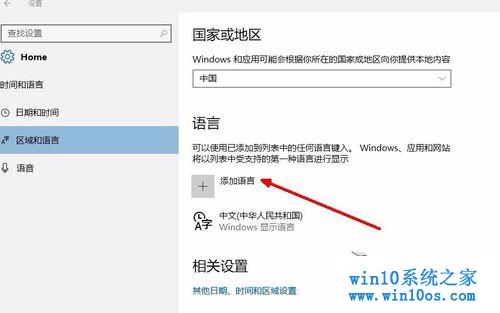 设置
查找设置
Home
时间和语言
日期和时间
区域和语言
语音
国家或地区
Windows 和应用可能会根据你所在的国家或地区向你提供本地内容
中国
语言
可以使用已添加到列表中的任何语言键入。 Windows、应用和网站
将以列表中受支持的第一种语言进行显示
添加语言
中文(中华人民共和国)
Windows 显示语言
相关设置
其他日期、时间和区域设置
win10系统之家
www.win10os.com